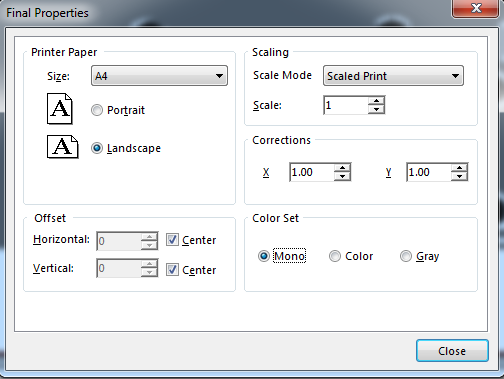 Final Properties
Printer Paper
Size: A4
A Portrait
A Landscape
Scaling
Scale Mode Scaled Print
Scale: 1
Corrections
X 1.00 Y 1.00
Offset
Horizontal: 0 Center
Vertical: 0 Center
Color Set
Mono Color Gray
Close